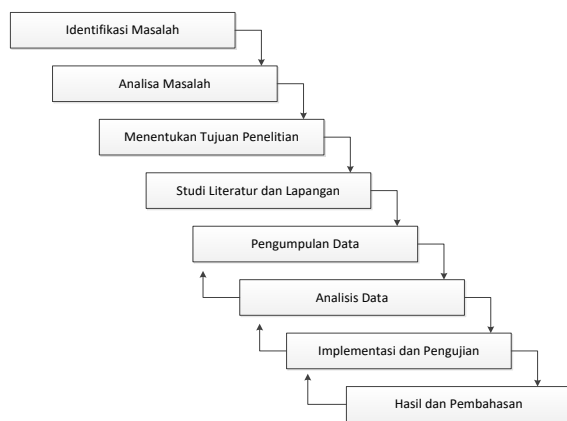 Identifikasi Masalah
Analisa Masalah
Menentukan Tujuan Penelitian
Studi Literatur dan Lapangan
Pengumpulan Data
Analisis Data
Implementasi dan Pengujian
Hasil dan Pembahasan